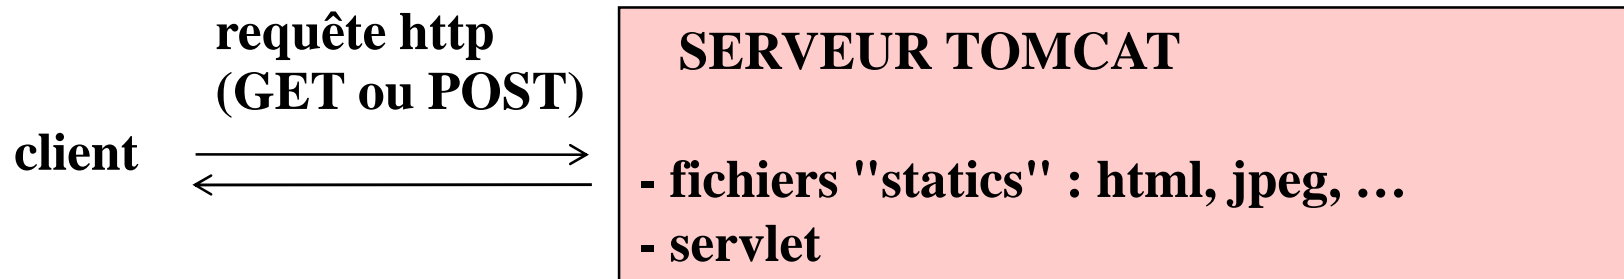 requête http
(GET ou POST)
client
SERVEUR TOMCAT
- fichiers "statics" : html, jpeg, …
- servlet